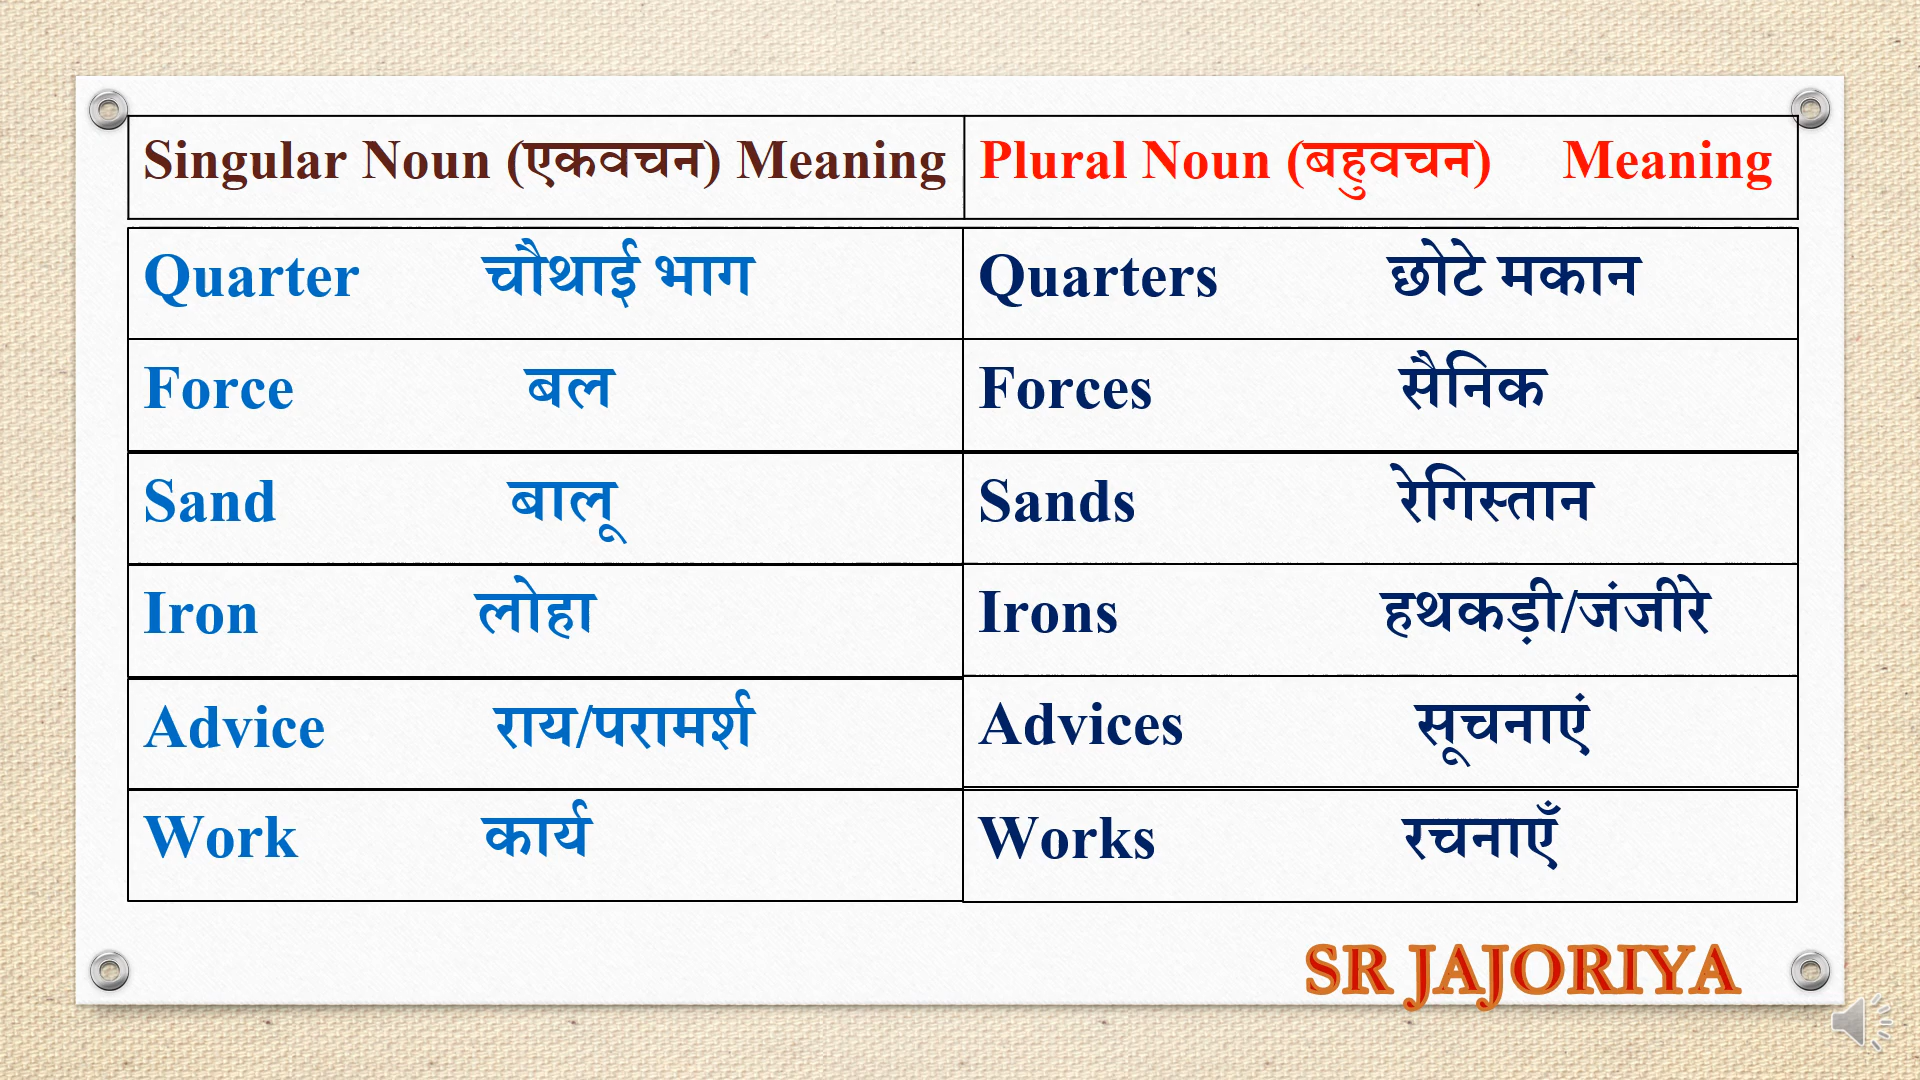 Singular Noun (एकवचन) Meaning Plural Noun (बहुवचन) Meaning
Quarter चौथाई भाग Quarters छोटे मकान
Force बल Forces सैनिक
Sand बालू Sands रेगिस्तान
Iron लोहा Irons हथकड़ी/जंजीरे
Advice राय/परामर्श Advices सूचनाएं
Work कार्य Works रचनाएँ
SR JAJORIYA